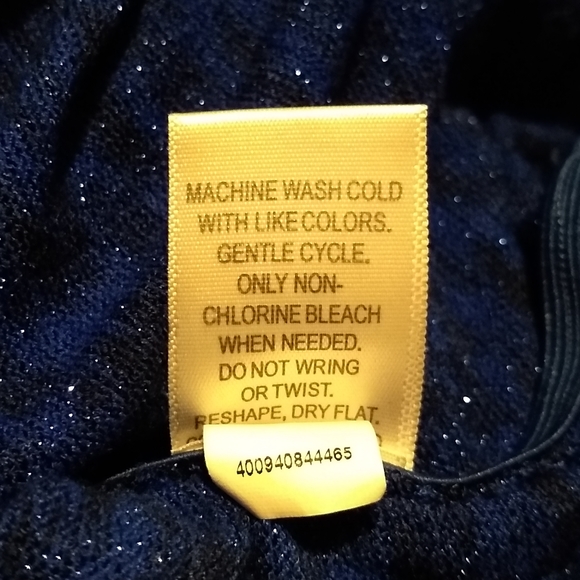 MACHINE WASH COLD
WITH LIKE COLORS.
GENTLE CYCLE.
ONLY NON-
CHLORINE BLEACH
WHEN NEEDED.
DO NOT WRING
OR TWIST.
RESHAPE, DRY FLAT.
400940844465